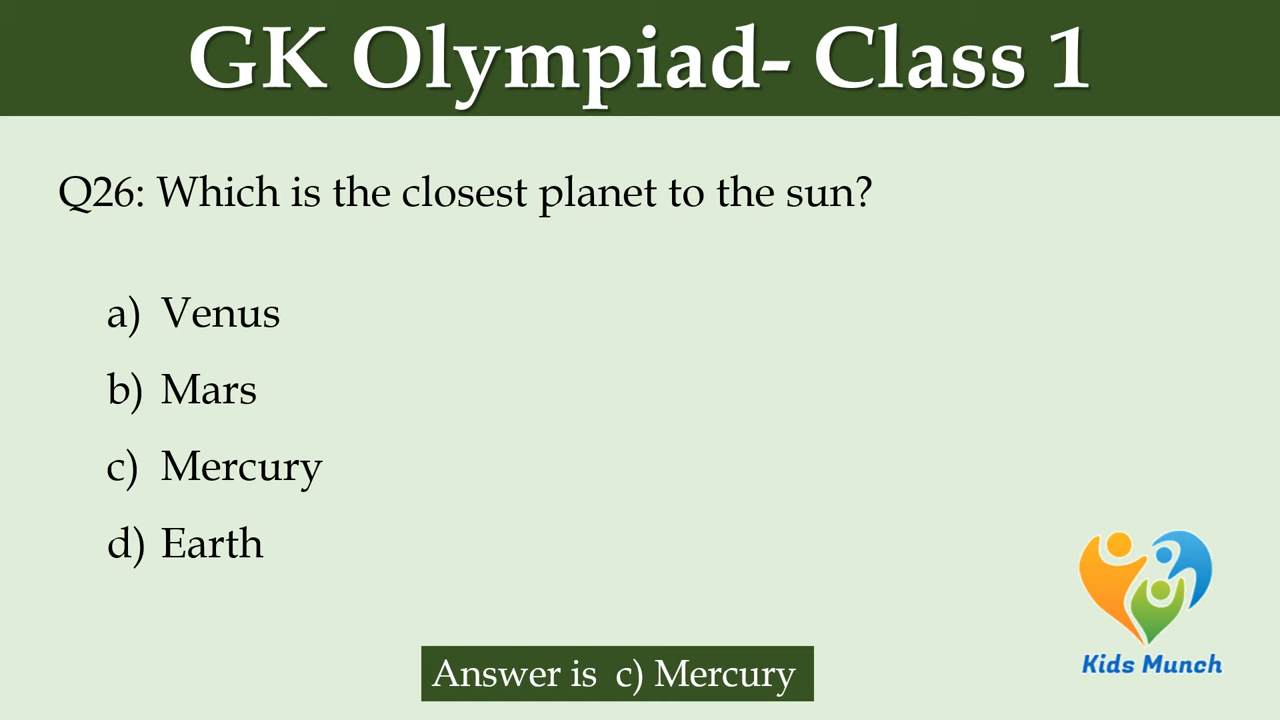 GK Olympiad- Class 1
Q26: Which is the closest planet to the sun?
a) Venus
b) Mars
c) Mercury
d) Earth
Answer is c) Mercury
Kids Munch